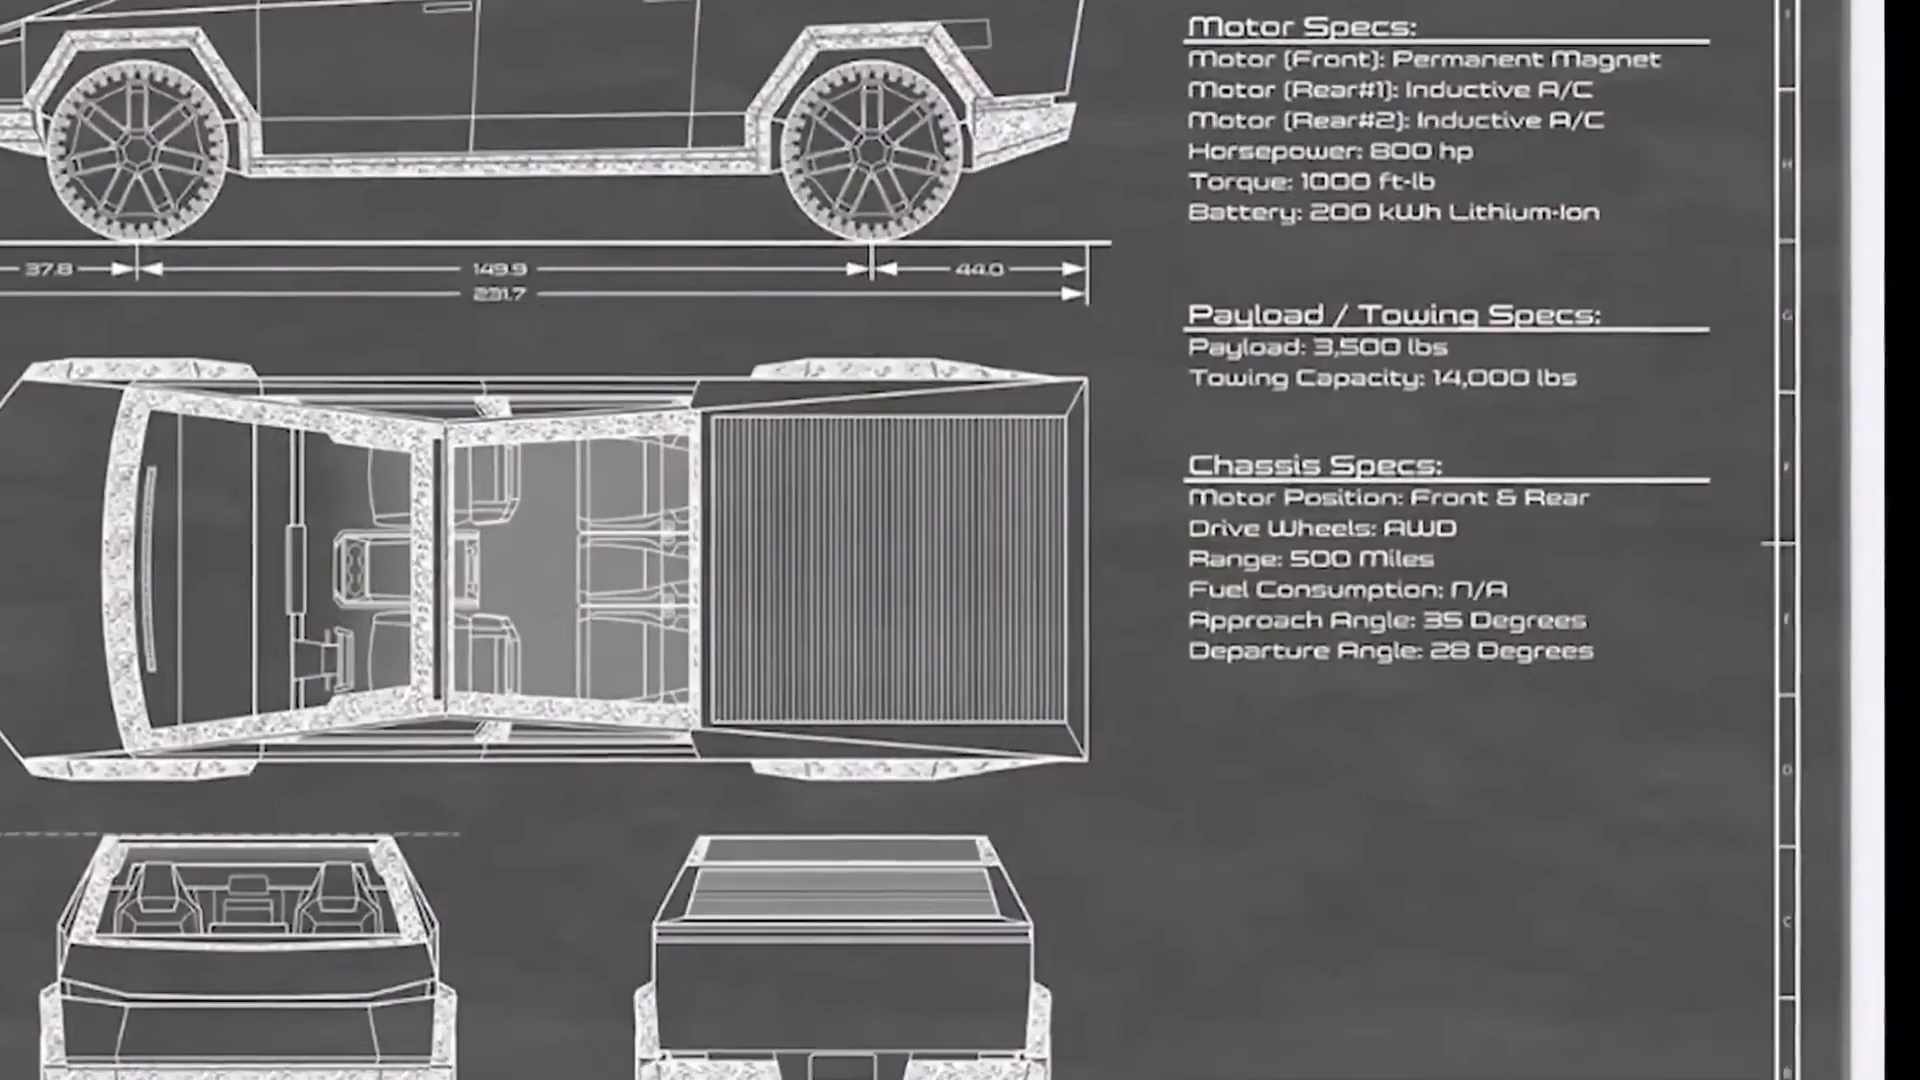 Motor Specs:
Motor (Front): Permanent Magnet
Motor (Rear#1): Inductive A/C
Motor (Rear#2): Inductive A/C
Horsepower: 800 hp
Torque: 1000 ft-lb
Battery: 200 kWh Lithium-Ion
37.8
149.9
44.0
231.7
Payload / Towing Specs:
Payload: 3,500 lbs
Towing Capacity: 14,000 lbs
Chassis Specs:
Motor Position: Front & Rear
Drive Wheels: AWD
Range: 500 Miles
Fuel Consumption: N/A
Approach Angle: 35 Degrees
Departure Angle: 28 Degrees
H
G
F
E
D
C
B